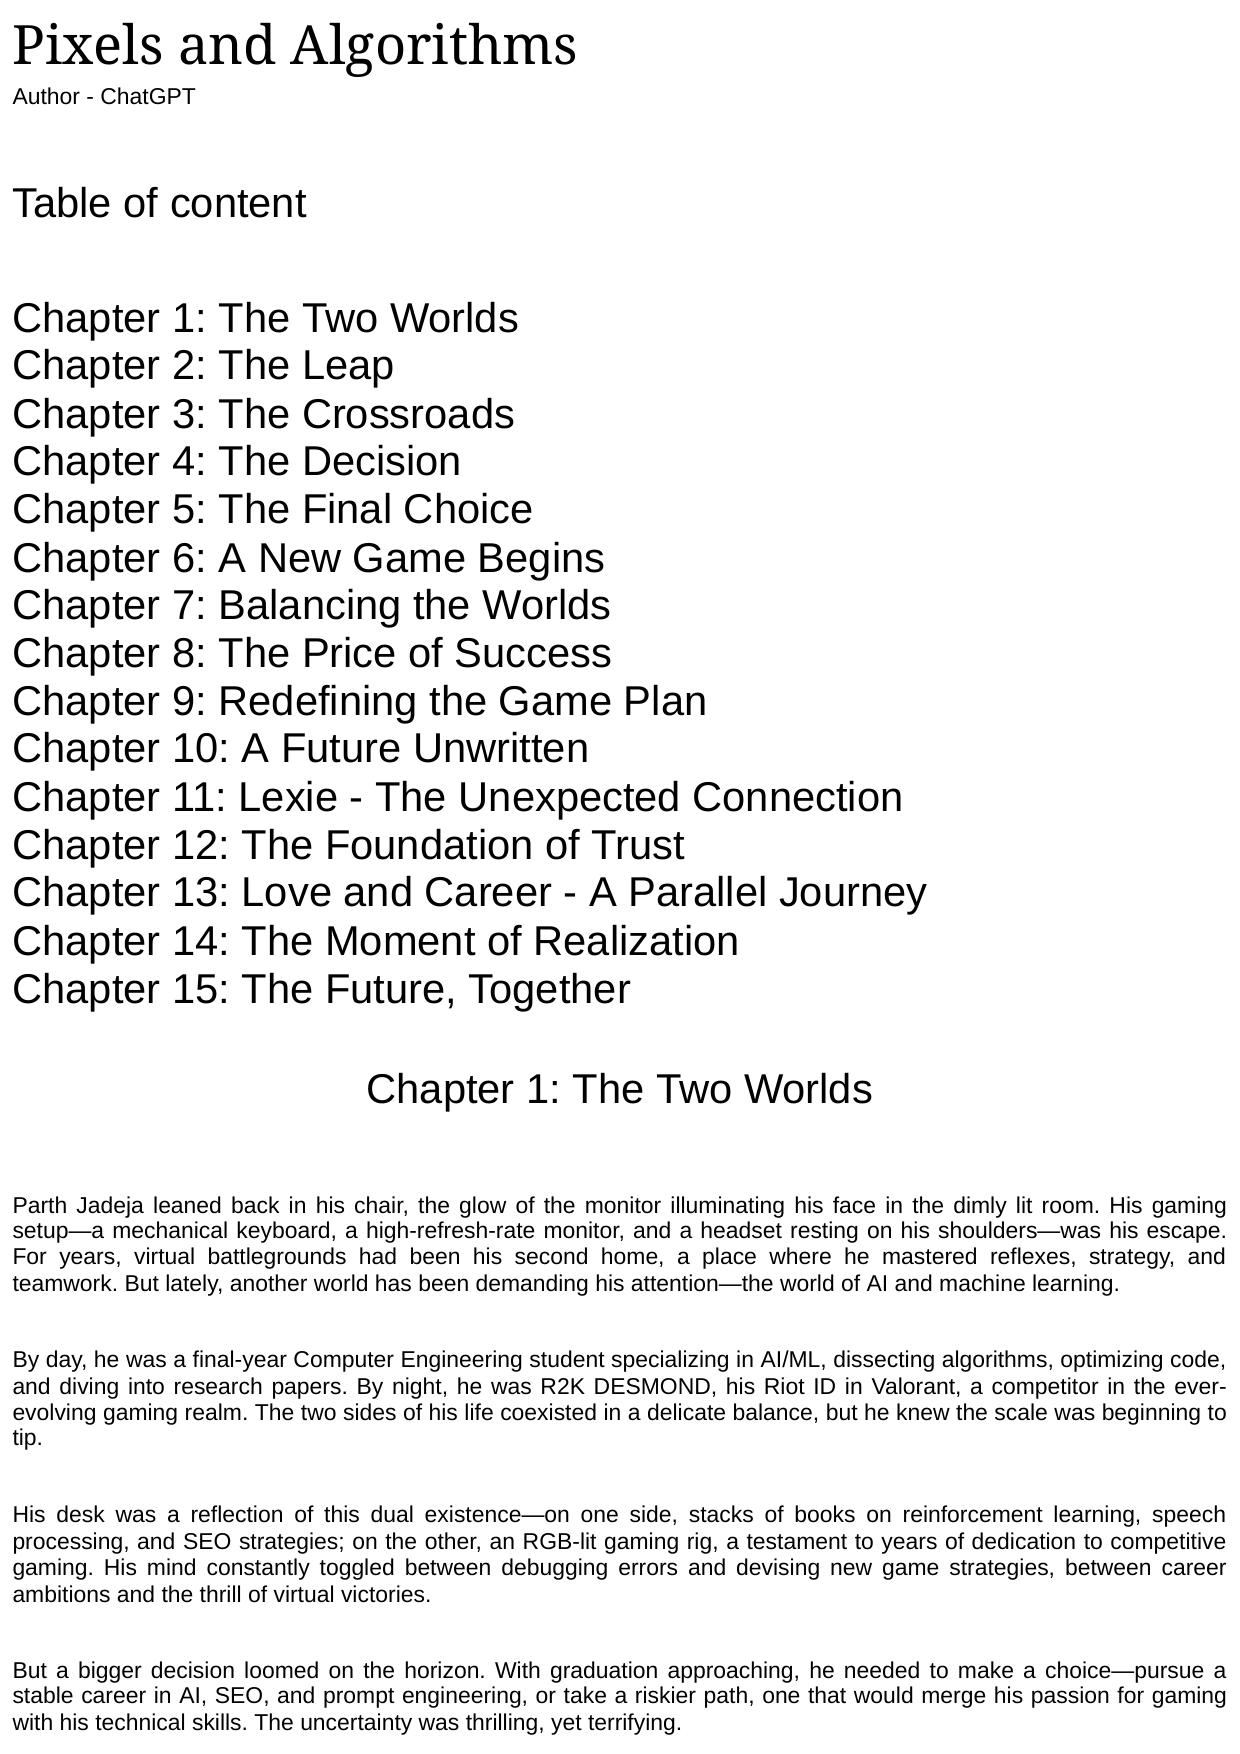 Pixels and Algorithms
Author - ChatGPT
Table of content
Chapter 1: The Two Worlds
Chapter 2: The Leap
Chapter 3: The Crossroads
Chapter 4: The Decision
Chapter 5: The Final Choice
Chapter 6: A New Game Begins
Chapter 7: Balancing the Worlds
Chapter 8: The Price of Success
Chapter 9: Redefining the Game Plan
Chapter 10: A Future Unwritten
Chapter 11: Lexie - The Unexpected Connection
Chapter 12: The Foundation of Trust
Chapter 13: Love and Career - A Parallel Journey
Chapter 14: The Moment of Realization
Chapter 15: The Future, Together
Chapter 1: The Two Worlds
Parth Jadeja leaned back in his chair, the glow of the monitor illuminating his face in the dimly lit room. His gaming
setup—a mechanical keyboard, a high-refresh-rate monitor, and a headset resting on his shoulders—was his escape.
For years, virtual battlegrounds had been his second home, a place where he mastered reflexes, strategy, and
teamwork. But lately, another world has been demanding his attention—the world of AI and machine learning.
By day, he was a final-year Computer Engineering student specializing in AI/ML, dissecting algorithms, optimizing code,
and diving into research papers. By night, he was R2K DESMOND, his Riot ID in Valorant, a competitor in the ever-
evolving gaming realm. The two sides of his life coexisted in a delicate balance, but he knew the scale was beginning to
tip.
His desk was a reflection of this dual existence—on one side, stacks of books on reinforcement learning, speech
processing, and SEO strategies; on the other, an RGB-lit gaming rig, a testament to years of dedication to competitive
gaming. His mind constantly toggled between debugging errors and devising new game strategies, between career
ambitions and the thrill of virtual victories.
But a bigger decision loomed on the horizon. With graduation approaching, he needed to make a choice—pursue a
stable career in AI, SEO, and prompt engineering, or take a riskier path, one that would merge his passion for gaming
with his technical skills. The uncertainty was thrilling, yet terrifying.